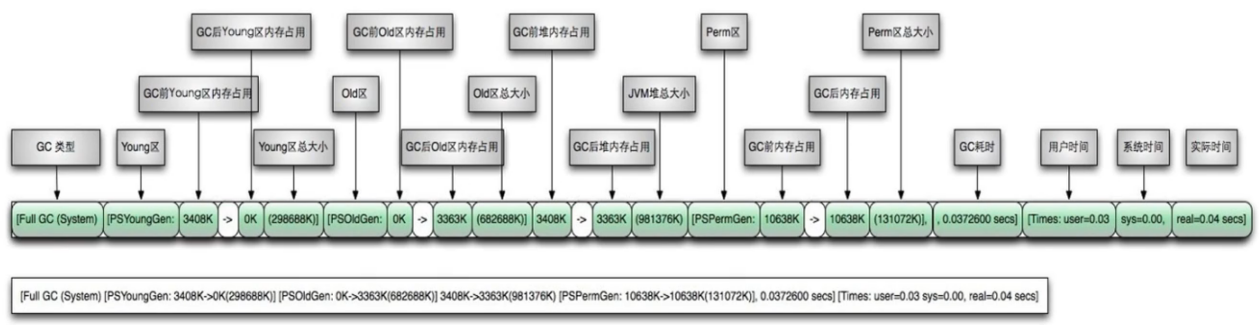 GC后Young区内存占用 GC前Old区内存占用 GC前堆内存占用 Perm区 Perm区总大小
GC前Young区内存占用 Old区 Old区总大小 JVM堆总大小 GC后内存占用
GC 类型 Young区 Young区总大小 GC后Old区内存占用 GC后堆内存占用 GC前内存占用 GC耗时 用户时间 系统时间 实际时间
[Full GC (System) [PSYoungGen: 3408K -> 0K (298688K)] [PSOldGen: 0K -> 3363K (682688K)] 3408K -> 3363K (981376K) [PSPermGen: 10638K -> 10638K (131072K)], , 0.0372600 secs] [Times: user=0.03 sys=0.00, real=0.04 secs]
[Full GC (System) [PSYoungGen: 3408K->0K(298688K)] [PSOldGen: 0K->3363K(682688K)] 3408K->3363K(981376K) [PSPermGen: 10638K->10638K(131072K)], 0.0372600 secs] [Times: user=0.03 sys=0.00, real=0.04 secs]